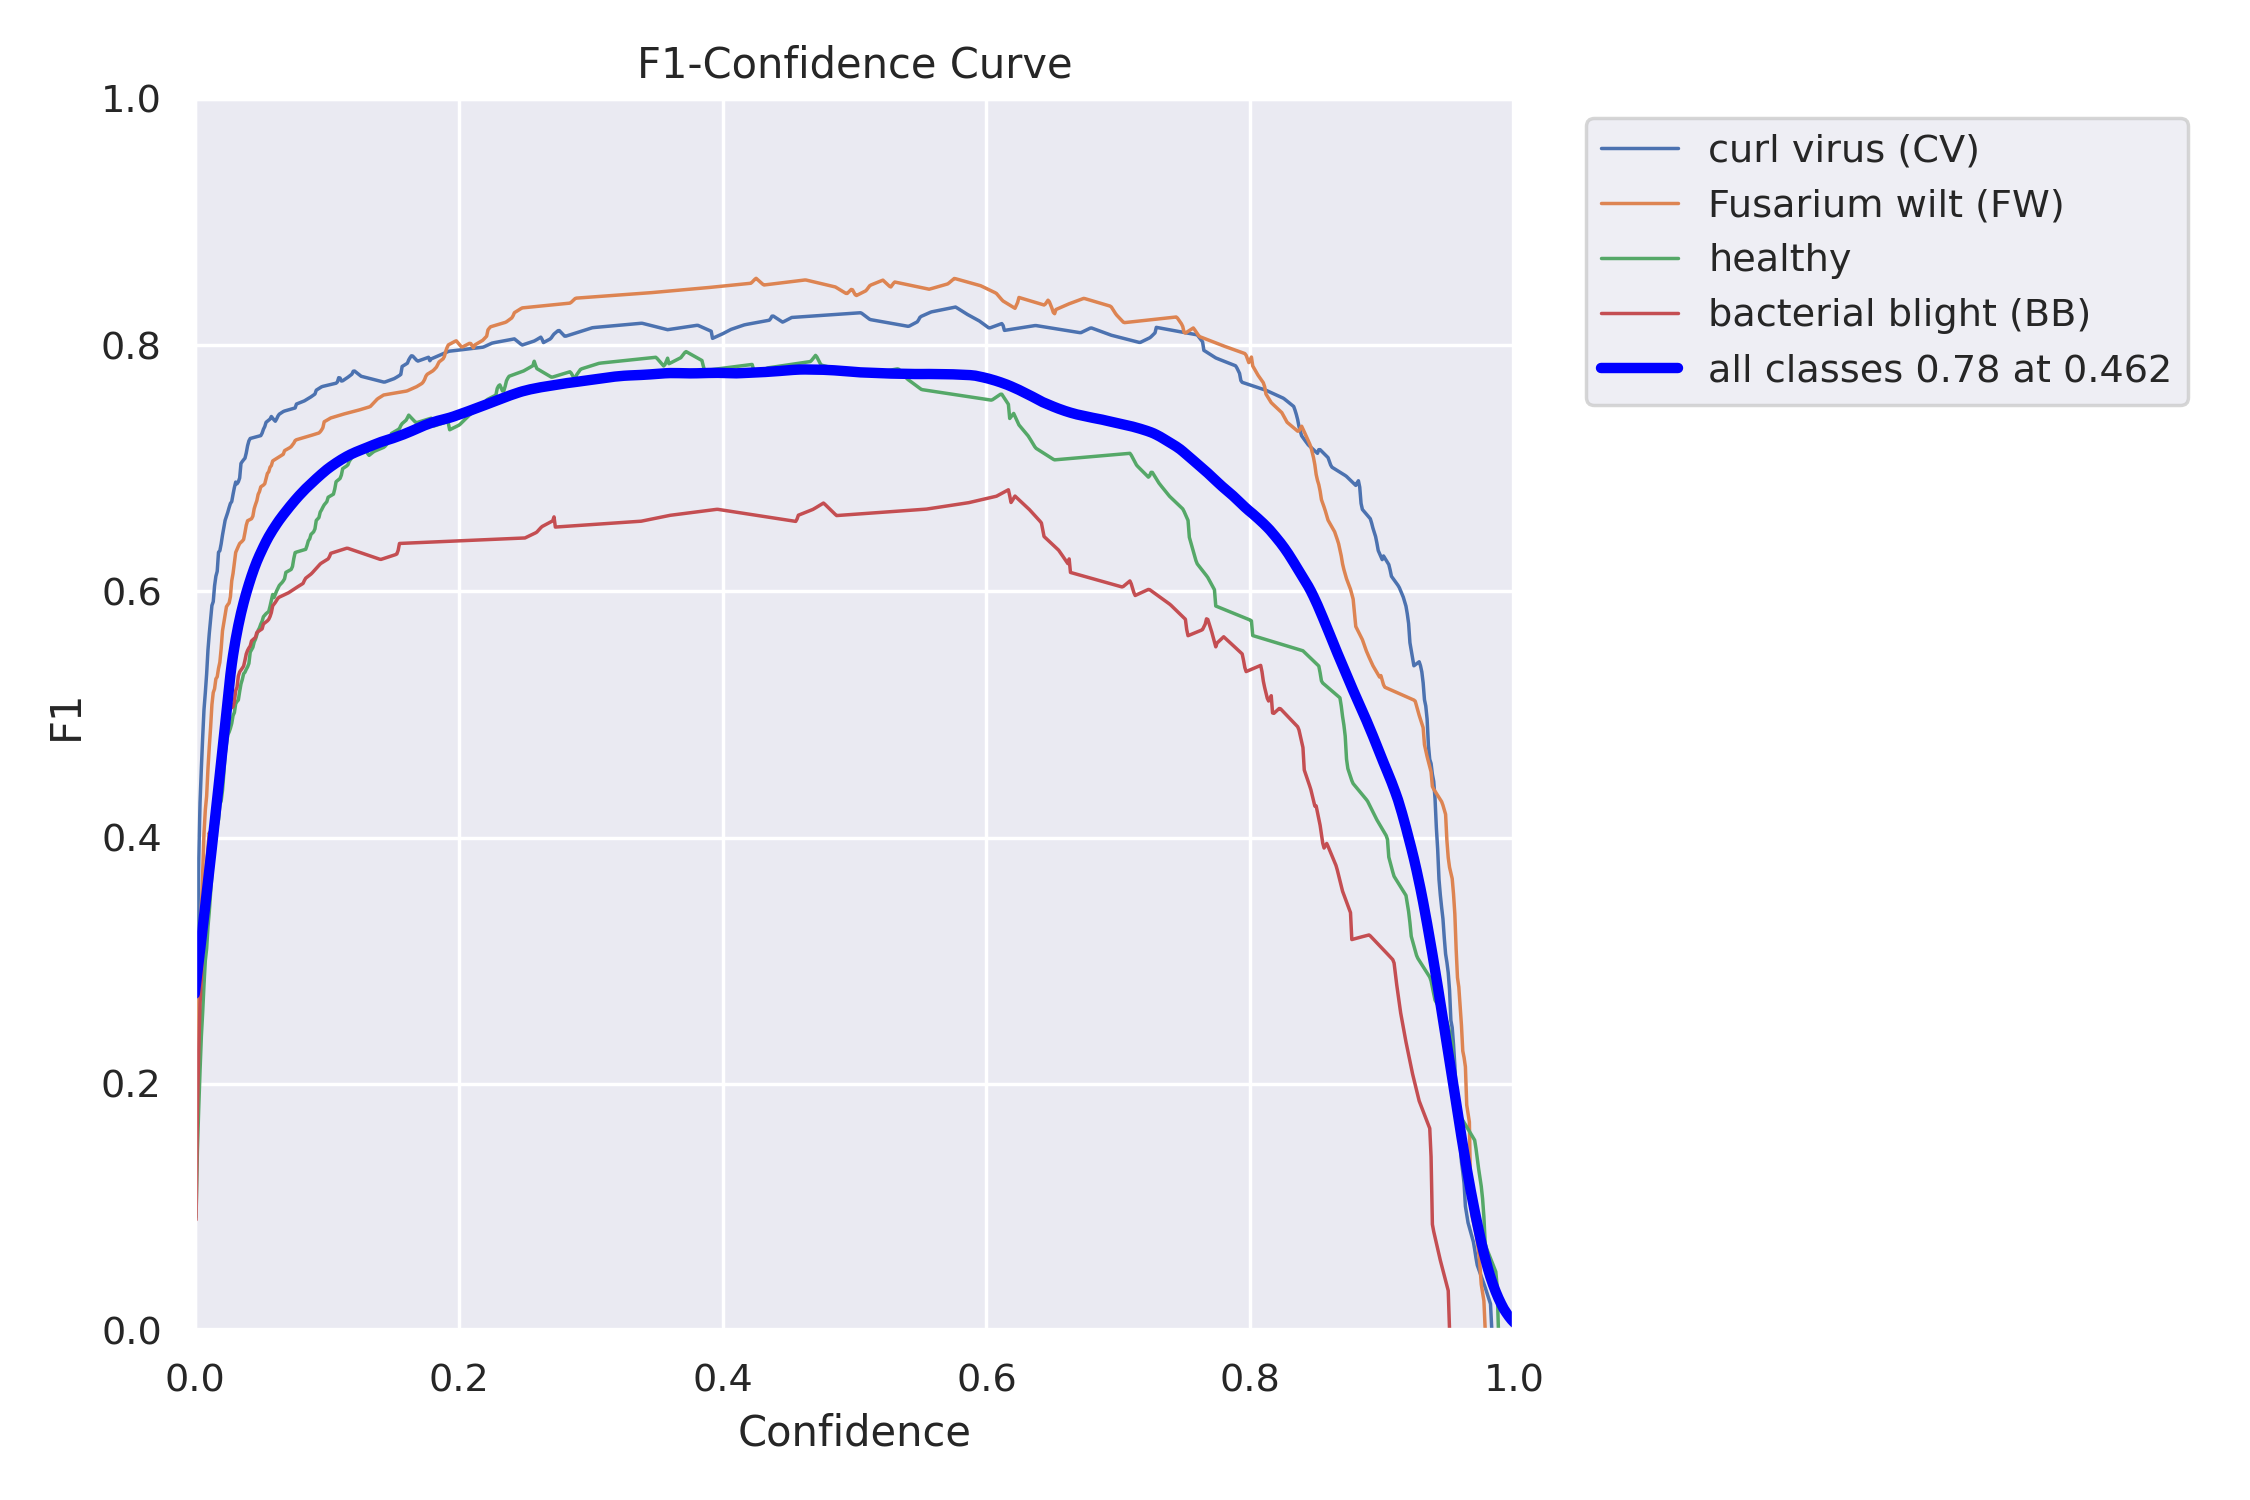 F1-Confidence Curve
1.0
0.8
0.6
0.4
0.2
0.0
F1
0.0 0.2 0.4 0.6 0.8 1.0
Confidence
curl virus (CV)
Fusarium wilt (FW)
healthy
bacterial blight (BB)
all classes 0.78 at 0.462